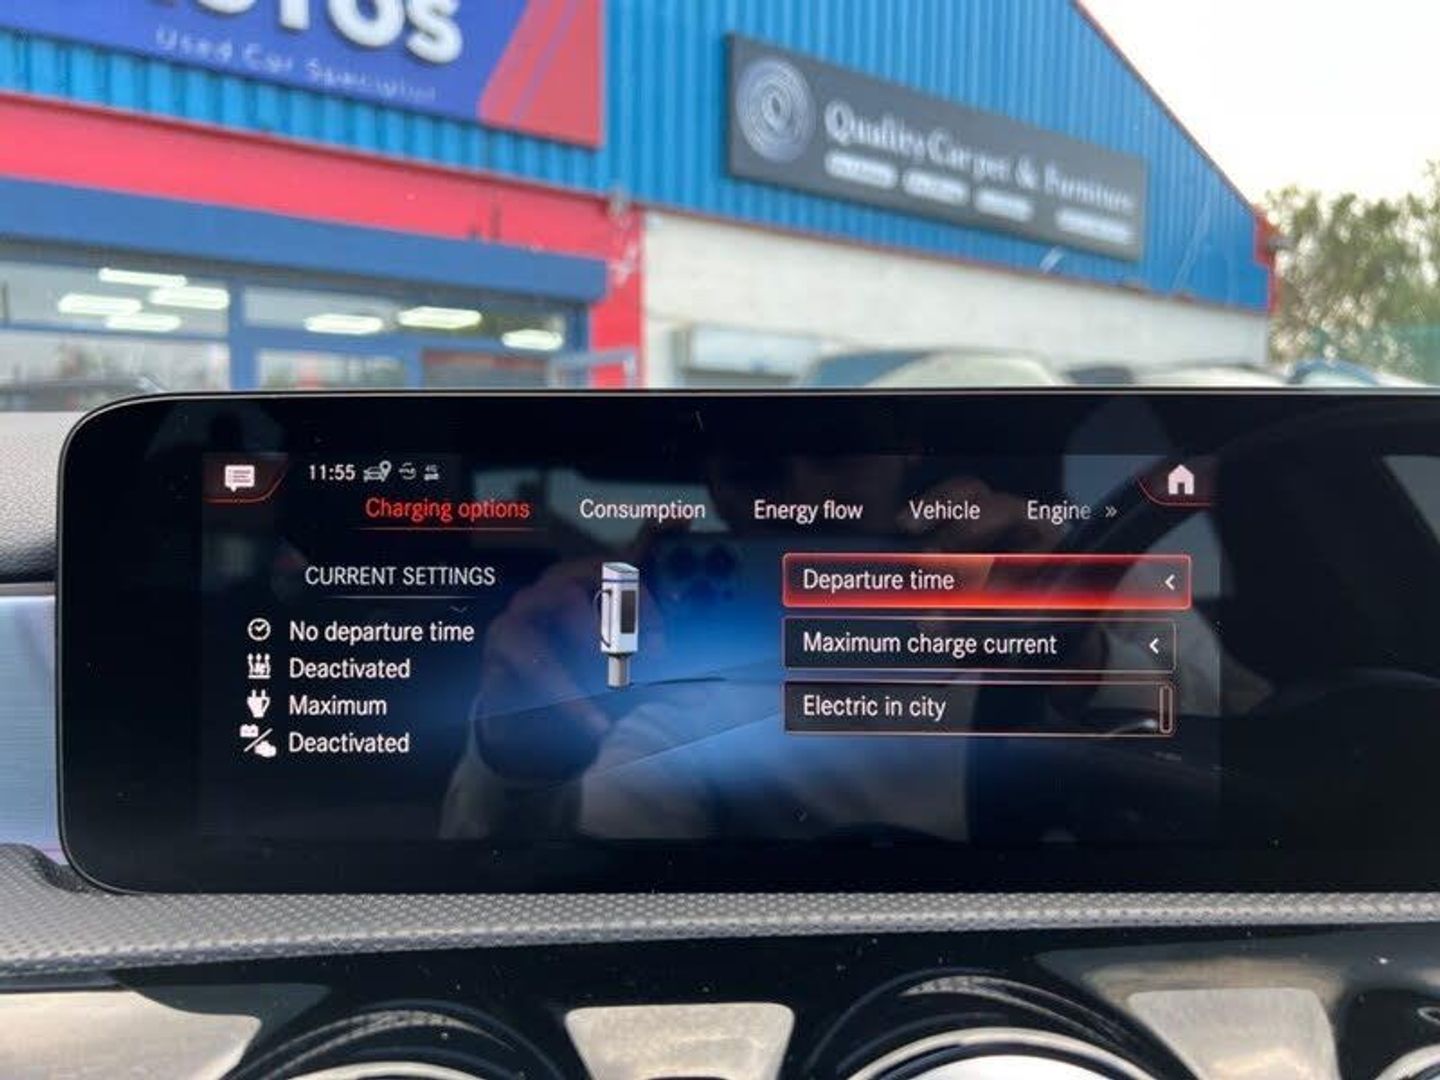 Used Car Specialist
Quality Carpet & Furniture
11:55
4G
Charging options
Consumption
Energy flow
Vehicle
Engine »
CURRENT SETTINGS
No departure time
Deactivated
Maximum
Deactivated
Departure time
Maximum charge current
Electric in city